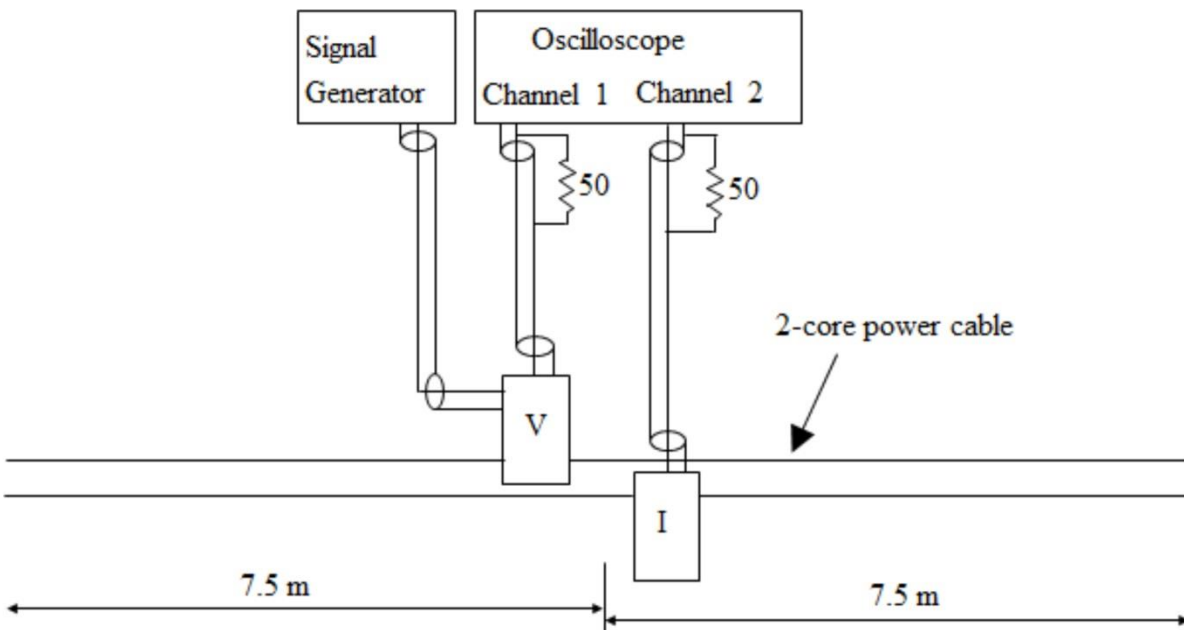 Signal
Generator
Oscilloscope
Channel 1
Channel 2
50
50
2-core power cable
V
I
7.5 m
7.5 m